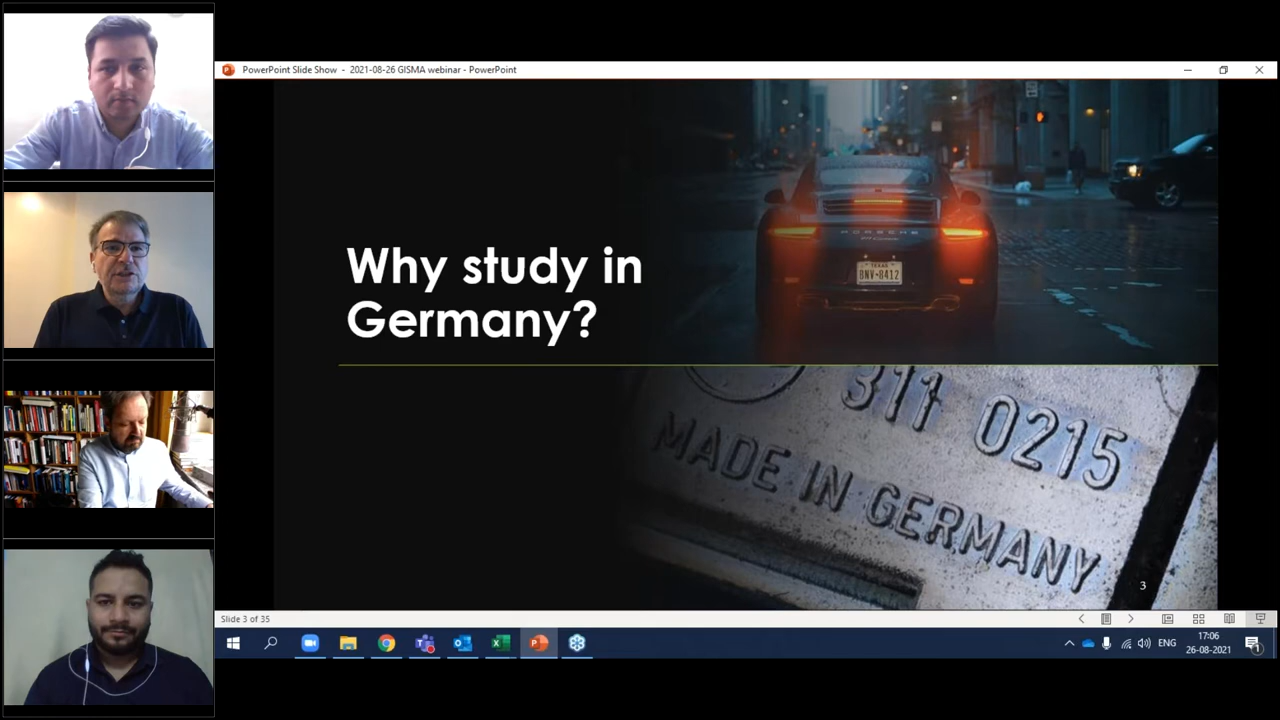 PowerPoint Slide Show - 2021-08-26 GISMA webinar - PowerPoint
Why study in
Germany?
PORSCHE
TEXAS
BNV-8412
311 0215
MADE IN GERMANY
3
Slide 3 of 35
ENG
17:06
26-08-2021
1